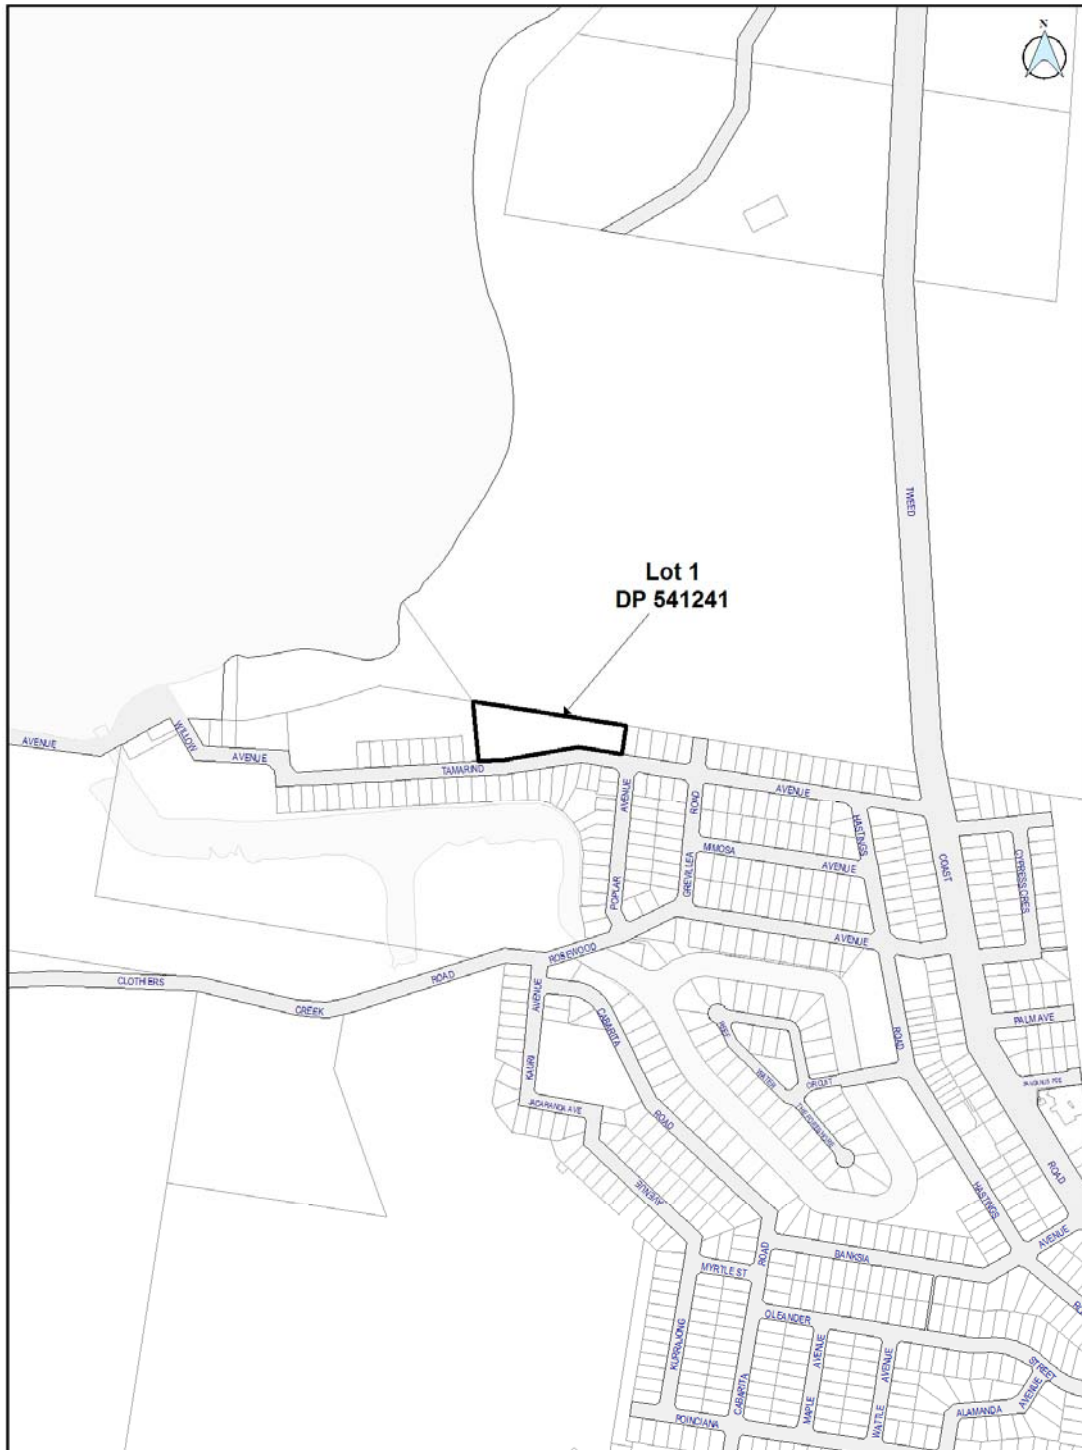 N
TWEED
Lot 1
DP 541241
AVENUE
WILLOW
AVENUE
TAMARIND
AVENUE
AVENUE
ROAD
HASTINGS
MIMOSA
AVENUE
GREVILLEA
POPLAR
COAST
CYPRESS CRES
ROSEWOOD
AVENUE
CLOTHIERS
CREEK
ROAD
AVENUE
KAURI
CABARITA
ROAD
JACARANDA AVE
AVENUE
REEF
WATER
CIRCUIT
ROAD
PALM AVE
ROAD
HASTINGS
AVENUE
BANKSIA
ROAD
MYRTLE ST
OLEANDER
STREET
KURRAJONG
CABARITA
MAPLE
AVENUE
WATTLE
AVENUE
ALAMANDA
AVENUE
POINCIANA